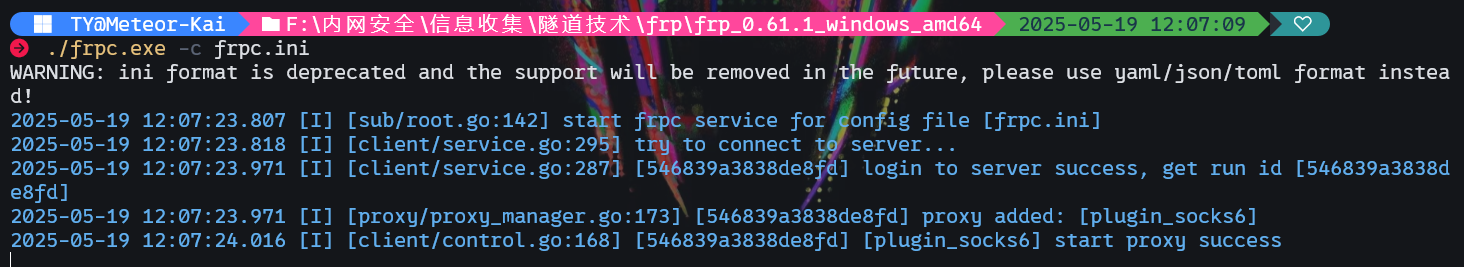 TY@Meteor-Kai F:\内网安全\信息收集\隧道技术\frp\frp_0.61.1_windows_amd64 2025-05-19 12:07:09
./frpc.exe -c frpc.ini
WARNING: ini format is deprecated and the support will be removed in the future, please use yaml/json/toml format instea
d!
2025-05-19 12:07:23.807 [I] [sub/root.go:142] start frpc service for config file [frpc.ini]
2025-05-19 12:07:23.818 [I] [client/service.go:295] try to connect to server...
2025-05-19 12:07:23.971 [I] [client/service.go:287] [546839a3838de8fd] login to server success, get run id [546839a3838d
e8fd]
2025-05-19 12:07:23.971 [I] [proxy/proxy_manager.go:173] [546839a3838de8fd] proxy added: [plugin_socks6]
2025-05-19 12:07:24.016 [I] [client/control.go:168] [546839a3838de8fd] [plugin_socks6] start proxy success